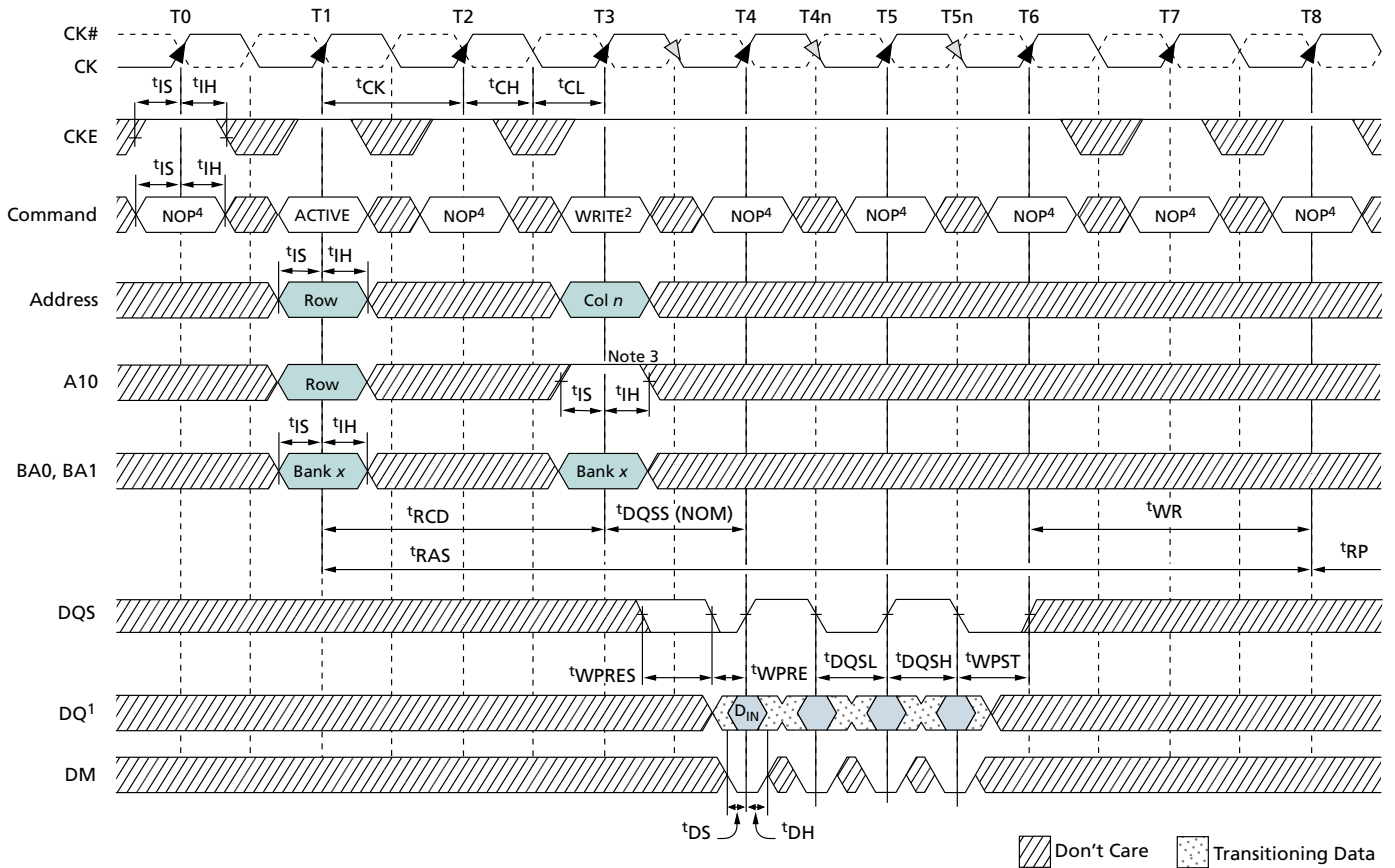 T0 T1 T2 T3 T4 T4n T5 T5n T6 T7 T8
CK#
CK
tIS tIH tCK tCH tCL
CKE
tIS tIH
Command NOP4 ACTIVE NOP4 WRITE2 NOP4 NOP4 NOP4 NOP4 NOP4
tIS tIH
Address Row Col n
Note 3
A10 Row
tIS tIH
tIS tIH
BA0, BA1 Bank x Bank x
tRCD tDQSS (NOM) tWR
tRAS tRP
DQS
tWPRES tWPRE tDQSL tDQSH tWPST
DQ1 DIN
DM
tDS tDH
Don't Care Transitioning Data